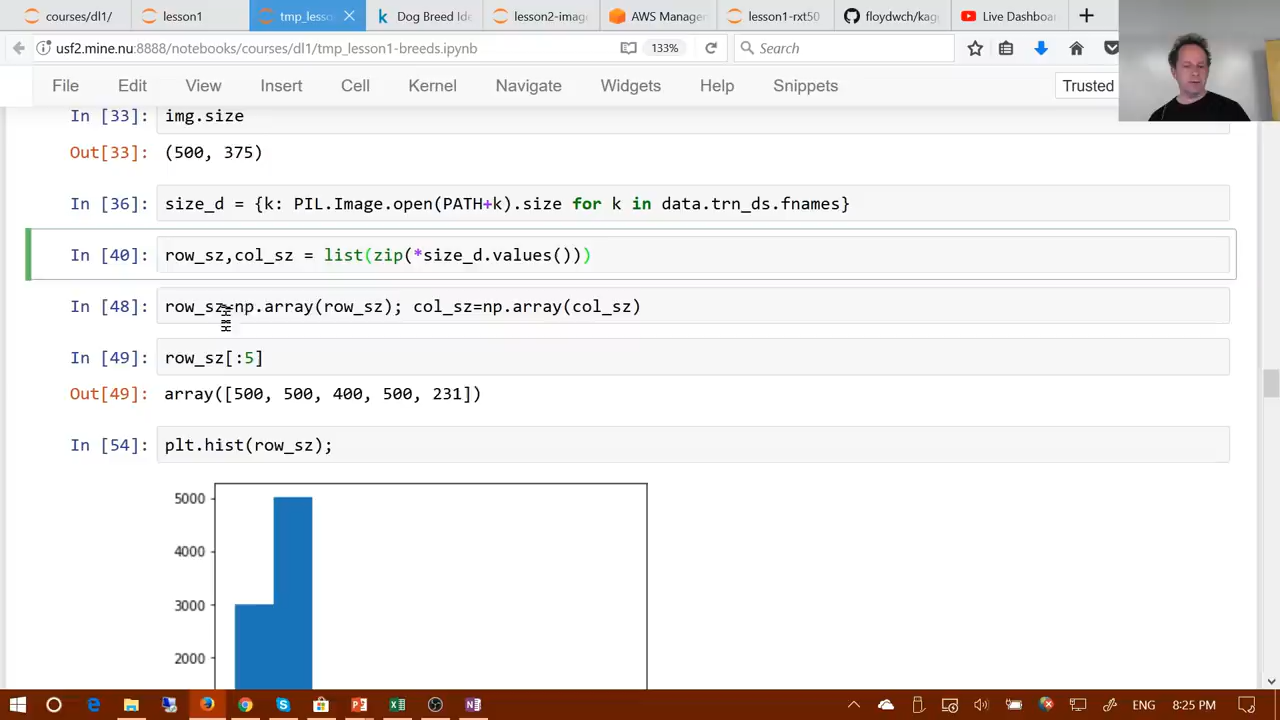 courses/dl1/ lesson1 tmp_lesso Dog Breed Ide lesson2-image AWS Manage lesson1-rxt50 floydwch/kag Live Dashboa
usf2.mine.nu:8888/notebooks/courses/dl1/tmp_lesson1-breeds.ipynb 133% Search
File Edit View Insert Cell Kernel Navigate Widgets Help Snippets Trusted
In [33]: img.size
Out[33]: (500, 375)
In [36]: size_d = {k: PIL.Image.open(PATH+k).size for k in data.trn_ds.fnames}
In [40]: row_sz,col_sz = list(zip(*size_d.values()))
In [48]: row_sz=np.array(row_sz); col_sz=np.array(col_sz)
In [49]: row_sz[:5]
Out[49]: array([500, 500, 400, 500, 231])
In [54]: plt.hist(row_sz);
5000
4000
3000
2000
ENG 8:25 PM